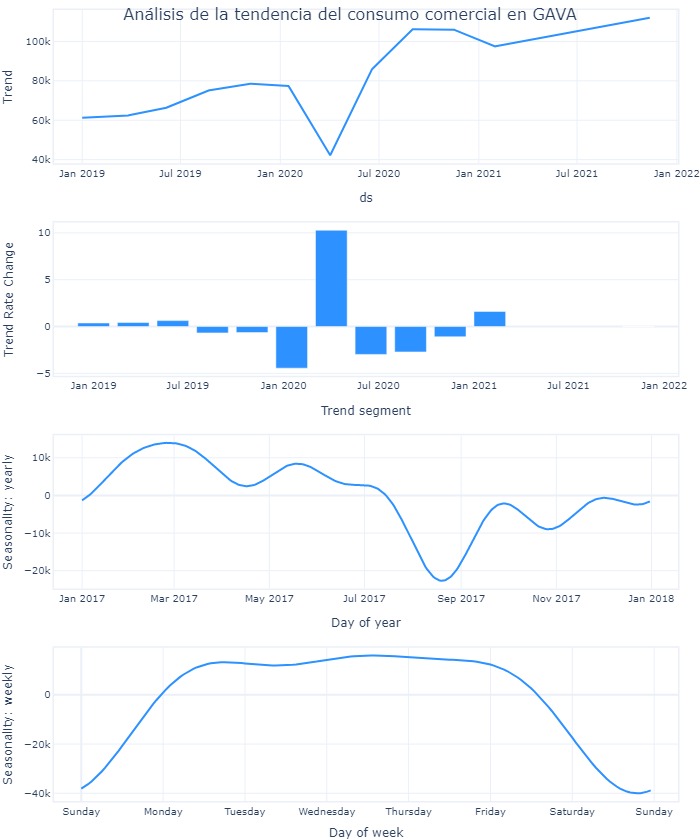 Análisis de la tendencia del consumo comercial en GAVA
Trend
100k
80k
60k
40k
Jan 2019 Jul 2019 Jan 2020 Jul 2020 Jan 2021 Jul 2021 Jan 2022
ds
Trend Rate Change
10
5
0
−5
Jan 2019 Jul 2019 Jan 2020 Jul 2020 Jan 2021 Jul 2021 Jan 2022
Trend segment
Seasonality: yearly
10k
0
−10k
−20k
Jan 2017 Mar 2017 May 2017 Jul 2017 Sep 2017 Nov 2017 Jan 2018
Day of year
Seasonality: weekly
0
−20k
−40k
Sunday Monday Tuesday Wednesday Thursday Friday Saturday Sunday
Day of week